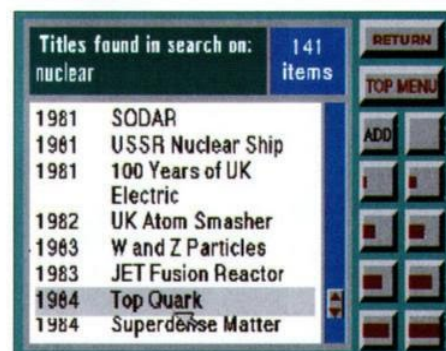 Titles found in search on:
nuclear
141
items
RETURN
TOP MENU
ADD
1981 SODAR
1981 USSR Nuclear Ship
1981 100 Years of UK
Electric
1982 UK Atom Smasher
1983 W and Z Particles
1983 JET Fusion Reactor
1984 Top Quark
1984 Superdense Matter